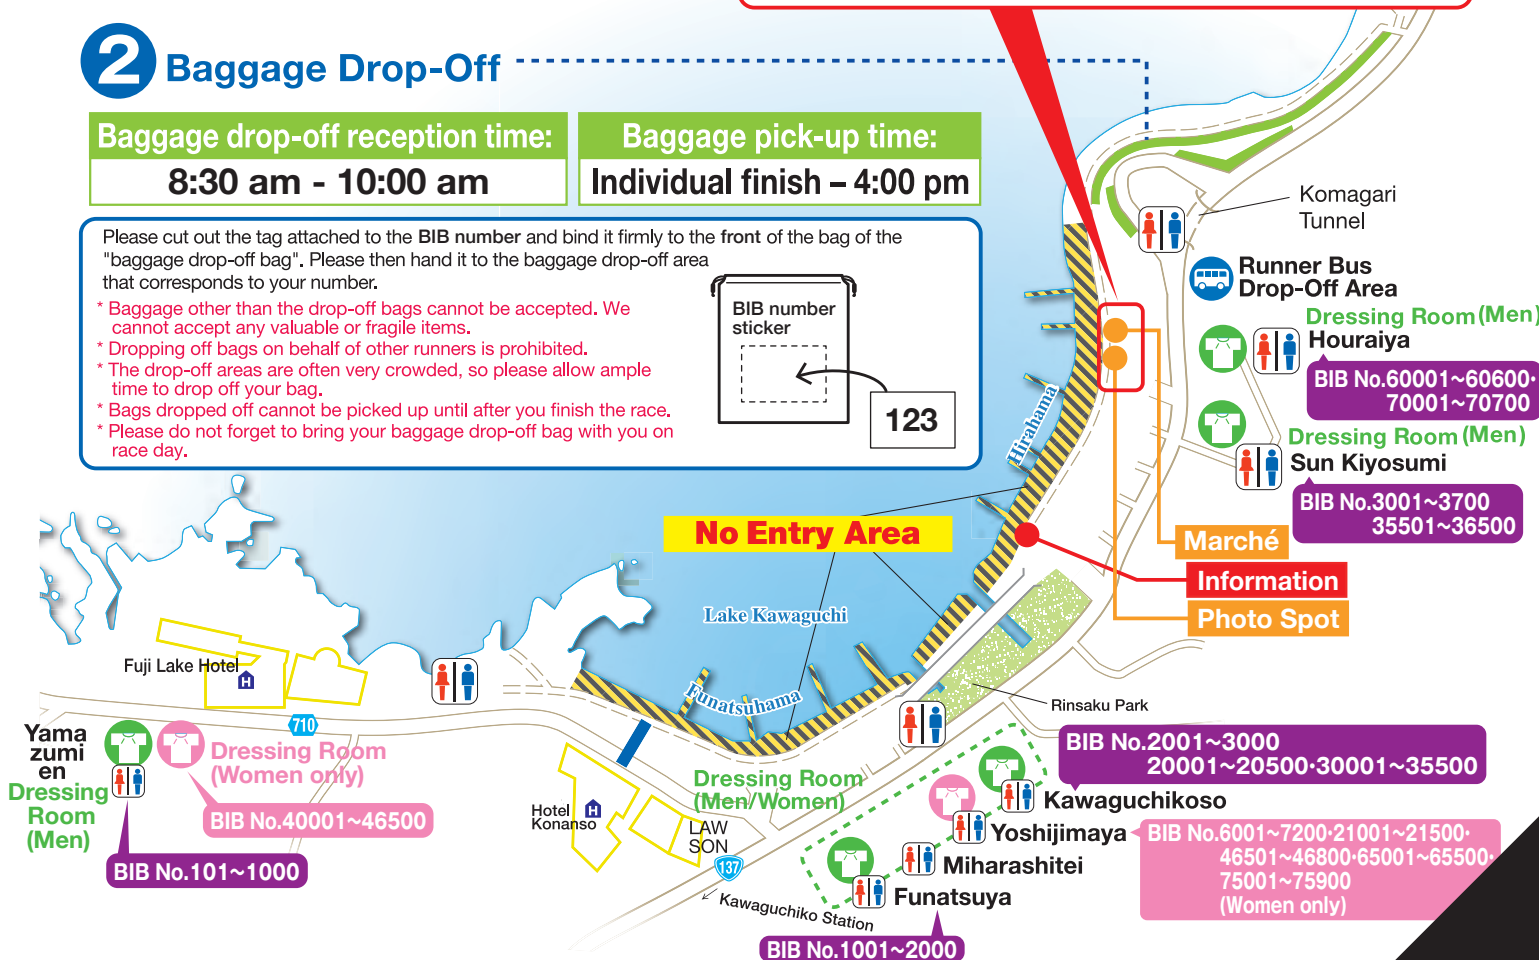 2 Baggage Drop-Off
Baggage drop-off reception time:
8:30 am - 10:00 am
Baggage pick-up time:
Individual finish – 4:00 pm
Please cut out the tag attached to the BIB number and bind it firmly to the front of the bag of the
"baggage drop-off bag". Please then hand it to the baggage drop-off area
that corresponds to your number.
* Baggage other than the drop-off bags cannot be accepted. We
cannot accept any valuable or fragile items.
* Dropping off bags on behalf of other runners is prohibited.
* The drop-off areas are often very crowded, so please allow ample
time to drop off your bag.
* Bags dropped off cannot be picked up until after you finish the race.
* Please do not forget to bring your baggage drop-off bag with you on
race day.
BIB number
sticker
123
Komagari
Tunnel
Runner Bus
Drop-Off Area
Dressing Room (Men)
Houraiya
BIB No.60001~60600・
70001~70700
Dressing Room (Men)
Sun Kiyosumi
BIB No.3001~3700
35501~36500
Hirahama
No Entry Area
Marché
Information
Photo Spot
Lake Kawaguchi
Funatsuhama
Fuji Lake Hotel
H
710
Rinsaku Park
Yama
zumi
en
Dressing
Room
(Men)
Dressing Room
(Women only)
BIB No.40001~46500
BIB No.101~1000
Hotel
Konanso
H
LAW
SON
137
Kawaguchiko Station
Dressing Room
(Men/Women)
BIB No.2001~3000
20001~20500・30001~35500
Kawaguchikoso
Yoshijimaya
BIB No.6001~7200・21001~21500・
46501~46800・65001~65500・
75001~75900
(Women only)
Miharashitei
Funatsuya
BIB No.1001~2000